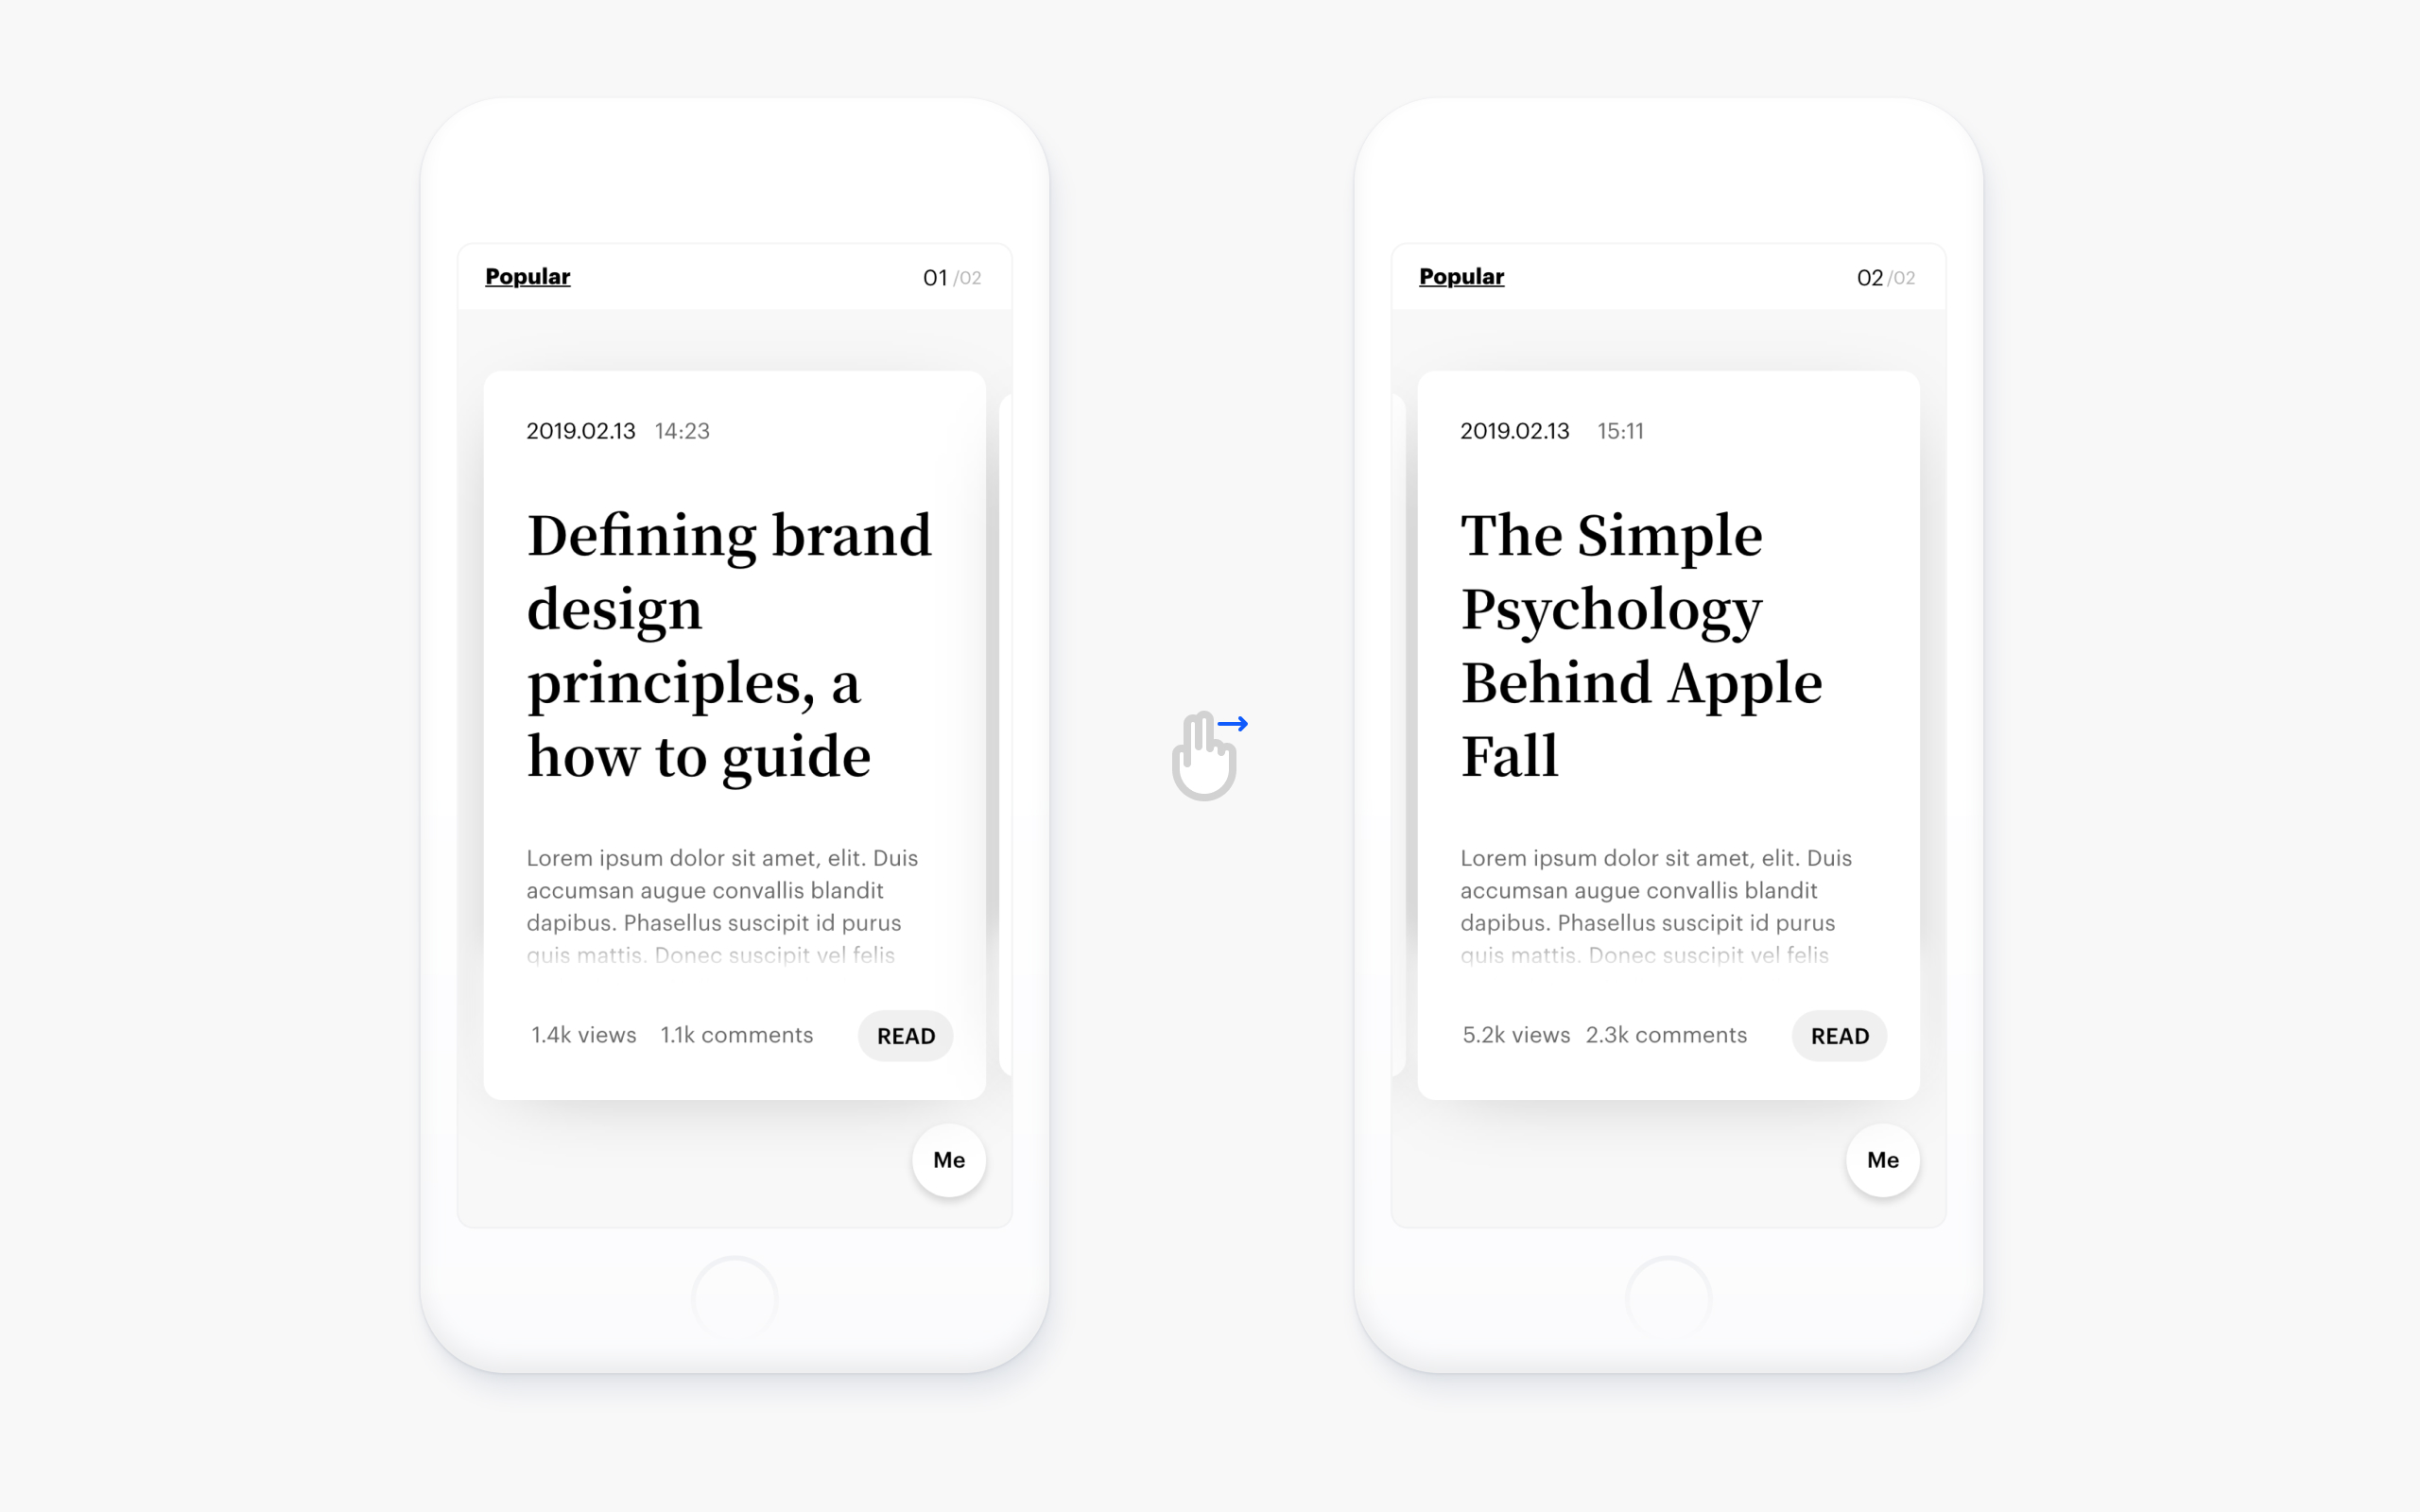 Popular
01 /02
2019.02.13 14:23
Defining brand
design
principles, a
how to guide
Lorem ipsum dolor sit amet, elit. Duis
accumsan augue convallis blandit
dapibus. Phasellus suscipit id purus
quis mattis. Donec suscipit vel felis
1.4k views 1.1k comments READ
Me
Popular
02 /02
2019.02.13 15:11
The Simple
Psychology
Behind Apple
Fall
Lorem ipsum dolor sit amet, elit. Duis
accumsan augue convallis blandit
dapibus. Phasellus suscipit id purus
quis mattis. Donec suscipit vel felis
5.2k views 2.3k comments READ
Me